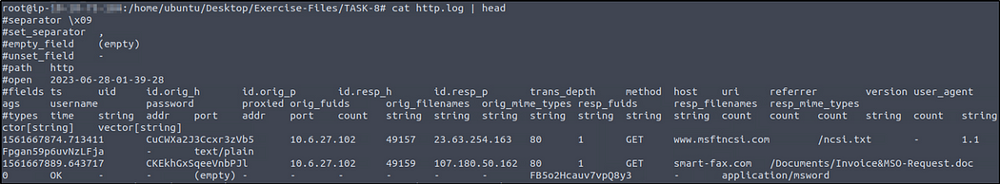 root@ip-:/home/ubuntu/Desktop/Exercise-Files/TASK-8# cat http.log | head
#separator \x09
#set_separator ,
#empty_field (empty)
#unset_field -
#path http
#open 2023-06-28-01-39-28
#fields ts uid id.orig_h id.orig_p id.resp_h id.resp_p trans_depth method host uri referrer version user_agent
ags username password proxied orig_fuids orig_filenames orig_mime_types resp_fuids resp_filenames resp_mime_types
#types time string addr port addr port count string string string string string string count count count string count string
ctor[string] vector[string]
1561667874.713411 CuCWXa2J3Ccxr3zVb5 10.6.27.102 49157 23.63.254.163 80 1 GET www.msftncsi.com /ncsi.txt - 1.1
Fpgan59p6uvNzLFja - text/plain
1561667889.643717 CKEkhGxSqeeVnbPJl 10.6.27.102 49159 107.180.50.162 80 1 GET smart-fax.com /Documents/Invoice&MSO-Request.doc
0 OK - - (empty) - - - - - - FB5o2Hcauv7vpQ8y3 - application/msword